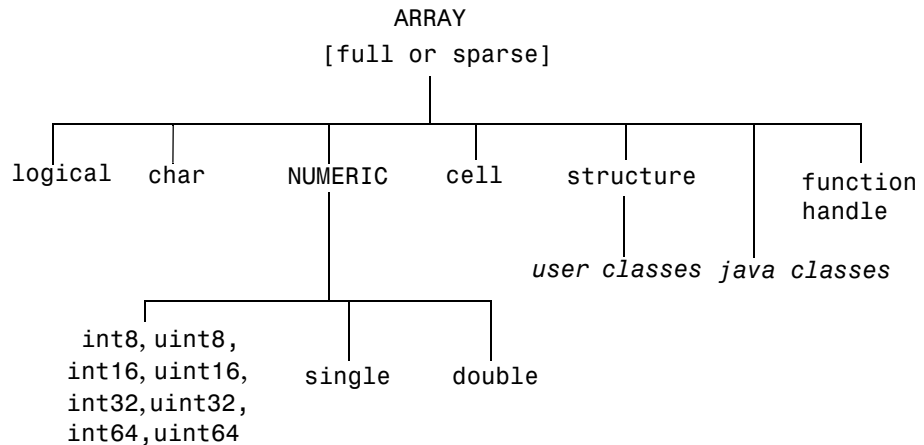 ARRAY
[full or sparse]
logical char NUMERIC cell structure function
handle
user classes java classes
int8, uint8,
int16, uint16,
int32,uint32,
int64,uint64
single double